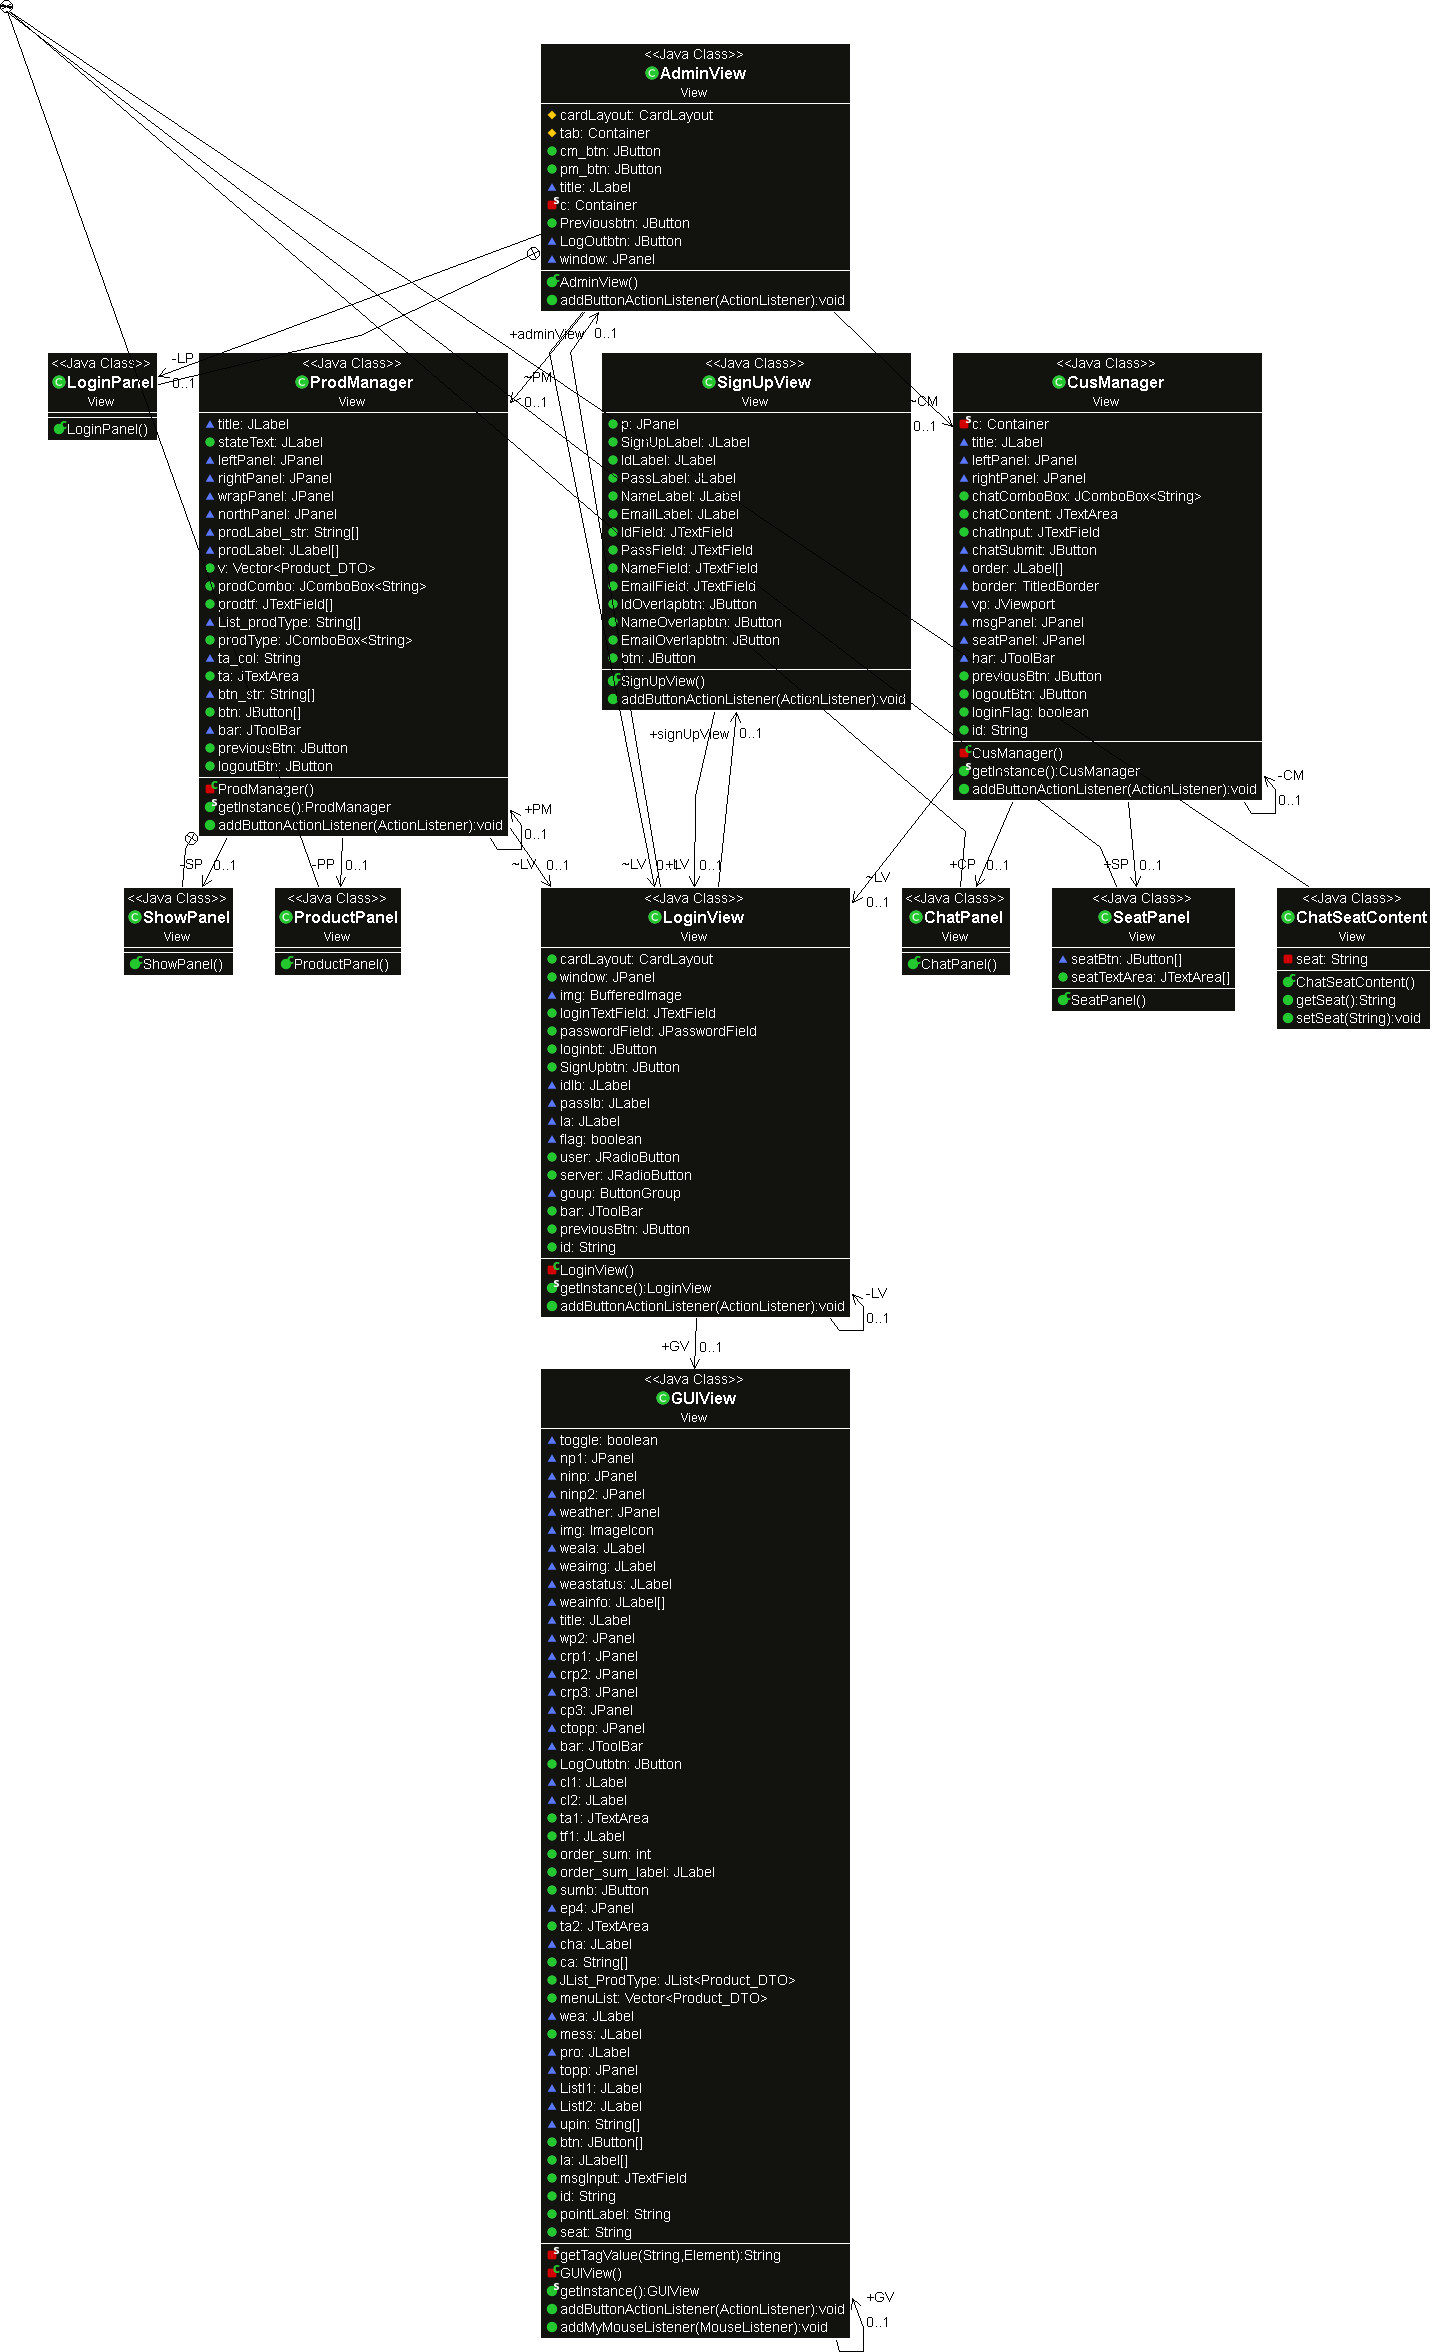 <<Java Class>>
AdminView
View
cardLayout: CardLayout
tab: Container
cm_btn: JButton
pm_btn: JButton
title: JLabel
c: Container
Previousbtn: JButton
LogOutbtn: JButton
window: JPanel
AdminView()
addButtonActionListener(ActionListener):void
+adminView
0..1
-LP
0..1
~PM
0..1
~CM
0..1
<<Java Class>>
LoginPanel
View
LoginPanel()
<<Java Class>>
ProdManager
View
title: JLabel
stateText: JLabel
leftPanel: JPanel
rightPanel: JPanel
wrapPanel: JPanel
northPanel: JPanel
prodLabel_str: String[]
prodLabel: JLabel[]
v: Vector<Product_DTO>
prodCombo: JComboBox<String>
prodtf: JTextField[]
List_prodType: String[]
prodType: JComboBox<String>
ta_col: String
ta: JTextArea
btn_str: String[]
btn: JButton[]
bar: JToolBar
previousBtn: JButton
logoutBtn: JButton
ProdManager()
getInstance():ProdManager
addButtonActionListener(ActionListener):void
<<Java Class>>
SignUpView
View
p: JPanel
SignUpLabel: JLabel
IdLabel: JLabel
PassLabel: JLabel
NameLabel: JLabel
EmailLabel: JLabel
IdField: JTextField
PassField: JTextField
NameField: JTextField
EmailField: JTextField
IdOverlapbtn: JButton
NameOverlapbtn: JButton
EmailOverlapbtn: JButton
btn: JButton
SignUpView()
addButtonActionListener(ActionListener):void
<<Java Class>>
CusManager
View
c: Container
title: JLabel
leftPanel: JPanel
rightPanel: JPanel
chatComboBox: JComboBox<String>
chatContent: JTextArea
chatInput: JTextField
chatSubmit: JButton
order: JLabel[]
border: TitledBorder
vp: JViewport
msgPanel: JPanel
seatPanel: JPanel
bar: JToolBar
previousBtn: JButton
logoutBtn: JButton
loginFlag: boolean
id: String
CusManager()
getInstance():CusManager
addButtonActionListener(ActionListener):void
+signUpView
0..1
-CM
0..1
+PM
0..1
-SP
0..1
-PP
0..1
~LV
0..1
~LV
0..1
+LV
0..1
~LV
0..1
+CP
0..1
+SP
0..1
<<Java Class>>
ShowPanel
View
ShowPanel()
<<Java Class>>
ProductPanel
View
ProductPanel()
<<Java Class>>
LoginView
View
cardLayout: CardLayout
window: JPanel
img: BufferedImage
loginTextField: JTextField
passwordField: JPasswordField
loginbt: JButton
SignUpbtn: JButton
idlb: JLabel
passlb: JLabel
la: JLabel
flag: boolean
user: JRadioButton
server: JRadioButton
goup: ButtonGroup
bar: JToolBar
previousBtn: JButton
id: String
LoginView()
getInstance():LoginView
addButtonActionListener(ActionListener):void
<<Java Class>>
ChatPanel
View
ChatPanel()
<<Java Class>>
SeatPanel
View
seatBtn: JButton[]
seatTextArea: JTextArea[]
SeatPanel()
<<Java Class>>
ChatSeatContent
View
seat: String
ChatSeatContent()
getSeat():String
setSeat(String):void
-LV
0..1
+GV
0..1
<<Java Class>>
GUIView
View
toggle: boolean
np1: JPanel
ninp: JPanel
ninp2: JPanel
weather: JPanel
img: ImageIcon
weala: JLabel
weaimg: JLabel
weastatus: JLabel
weainfo: JLabel[]
title: JLabel
wp2: JPanel
crp1: JPanel
crp2: JPanel
crp3: JPanel
cp3: JPanel
ctopp: JPanel
bar: JToolBar
LogOutbtn: JButton
cl1: JLabel
cl2: JLabel
ta1: JTextArea
tf1: JLabel
order_sum: int
order_sum_label: JLabel
sumb: JButton
ep4: JPanel
ta2: JTextArea
cha: JLabel
ca: String[]
JList_ProdType: JList<Product_DTO>
menuList: Vector<Product_DTO>
wea: JLabel
mess: JLabel
pro: JLabel
topp: JPanel
Listl1: JLabel
Listl2: JLabel
upin: String[]
btn: JButton[]
la: JLabel[]
msgInput: JTextField
id: String
pointLabel: String
seat: String
getTagValue(String,Element):String
GUIView()
getInstance():GUIView
addButtonActionListener(ActionListener):void
addMyMouseListener(MouseListener):void
+GV
0..1